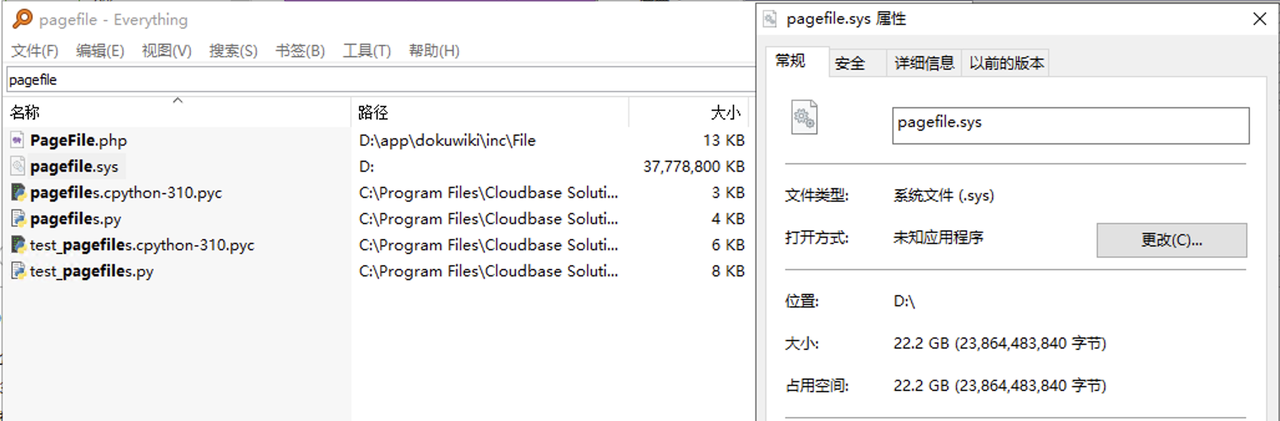 pagefile - Everything
文件(F) 编辑(E) 视图(V) 搜索(S) 书签(B) 工具(T) 帮助(H)
pagefile
名称 路径 大小
PageFile.php D:\app\dokuwiki\inc\File 13 KB
pagefile.sys D: 37,778,800 KB
pagefiles.cpython-310.pyc C:\Program Files\Cloudbase Soluti... 3 KB
pagefiles.py C:\Program Files\Cloudbase Soluti... 4 KB
test_pagefiles.cpython-310.pyc C:\Program Files\Cloudbase Soluti... 6 KB
test_pagefiles.py C:\Program Files\Cloudbase Soluti... 8 KB
pagefile.sys 属性
常规 安全 详细信息 以前的版本
pagefile.sys
文件类型: 系统文件 (.sys)
打开方式: 未知应用程序 更改(C)...
位置: D:\
大小: 22.2 GB (23,864,483,840 字节)
占用空间: 22.2 GB (23,864,483,840 字节)